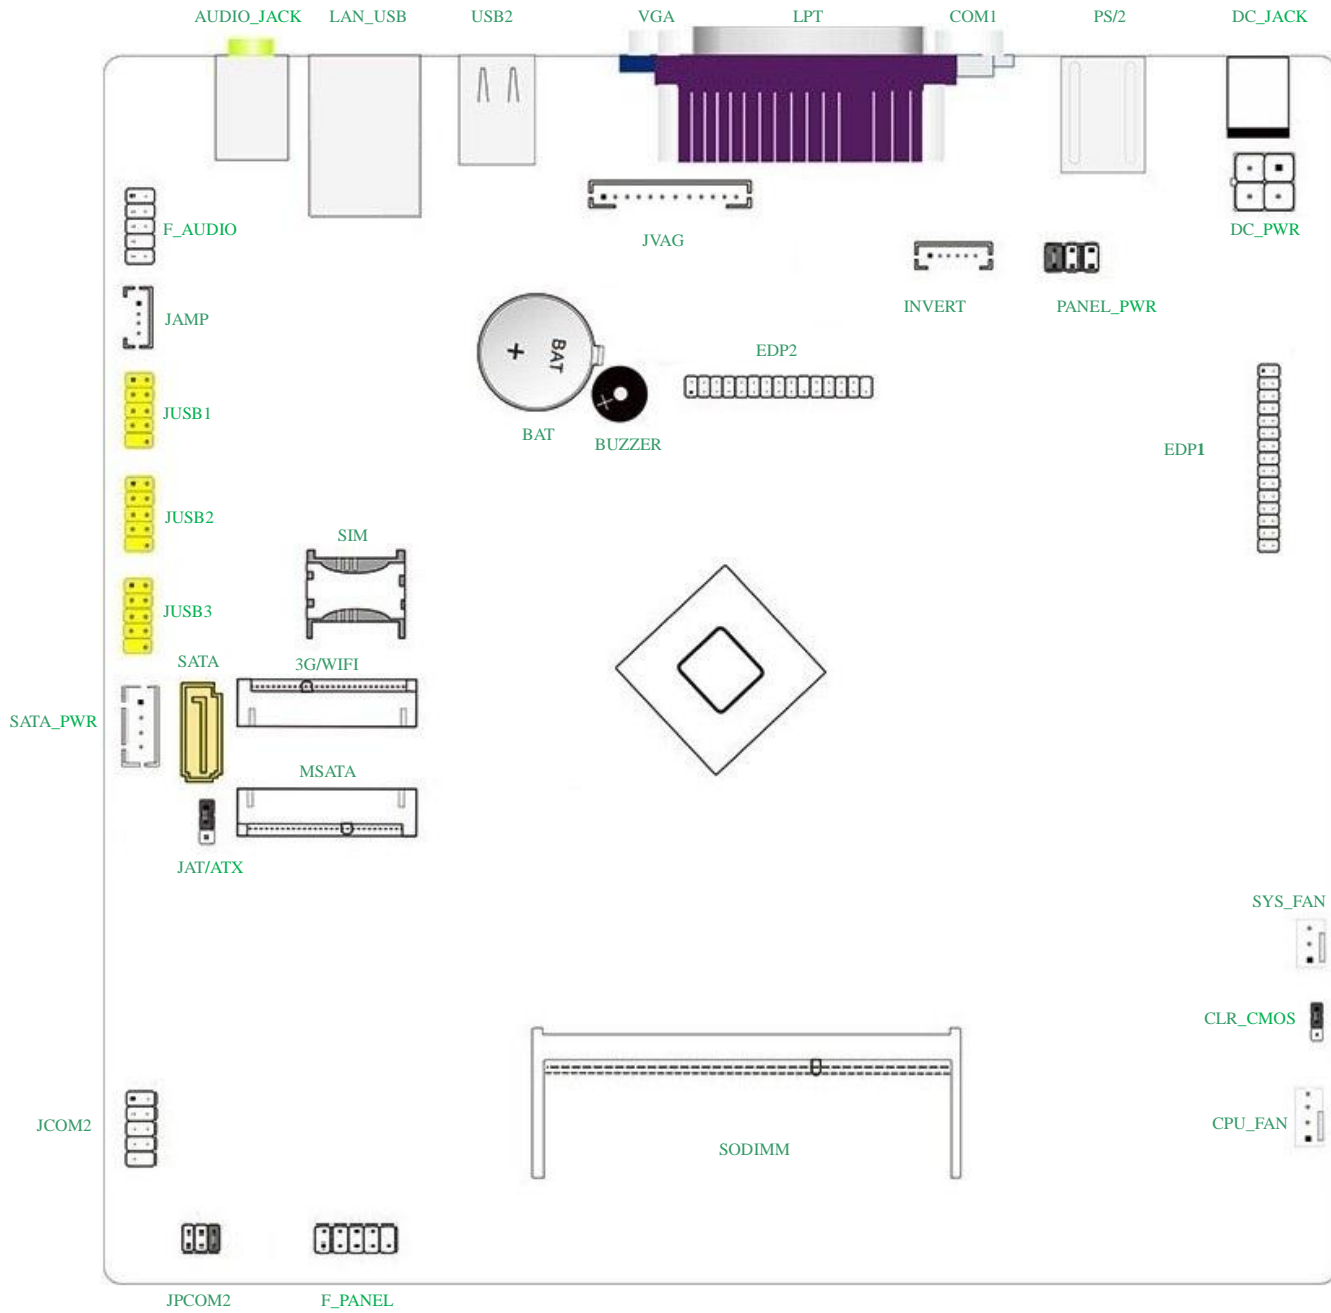 AUDIO_JACK LAN_USB USB2 VGA LPT COM1 PS/2 DC_JACK
F_AUDIO
DC_PWR
JVAG
INVERT
PANEL_PWR
JAMP
BAT
EDP2
JUSB1
BAT
BUZZER
EDP1
JUSB2
SIM
JUSB3
SATA
3G/WIFI
SATA_PWR
MSATA
JAT/ATX
SYS_FAN
CLR_CMOS
JCOM2
CPU_FAN
SODIMM
JPCOM2
F_PANEL